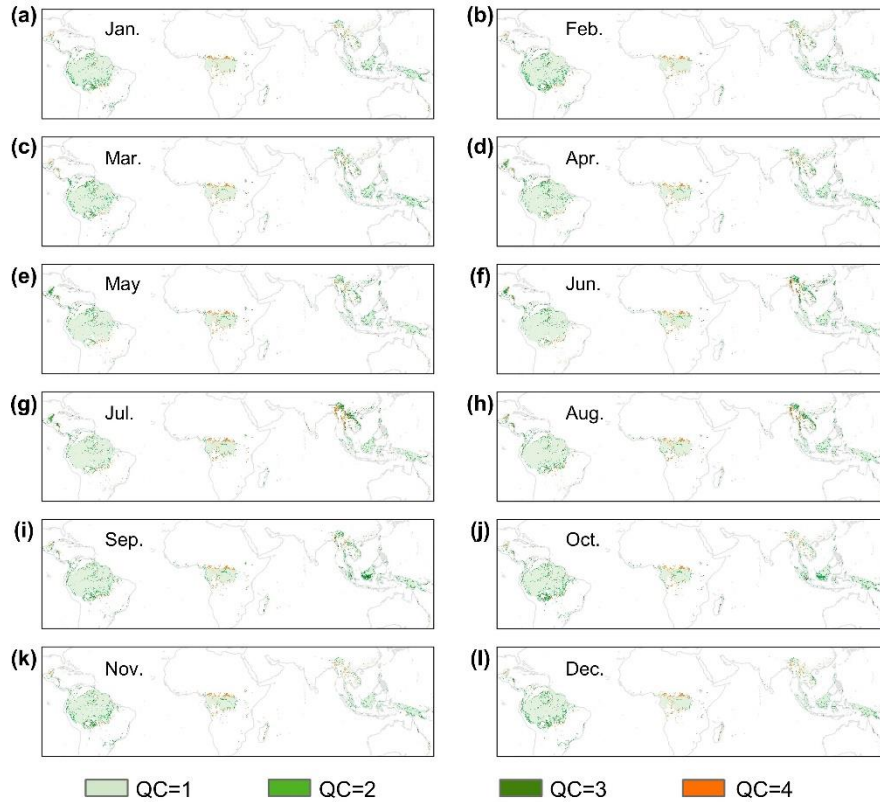 (a) Jan. (b) Feb.
(c) Mar. (d) Apr.
(e) May (f) Jun.
(g) Jul. (h) Aug.
(i) Sep. (j) Oct.
(k) Nov. (l) Dec.
QC=1 QC=2 QC=3 QC=4